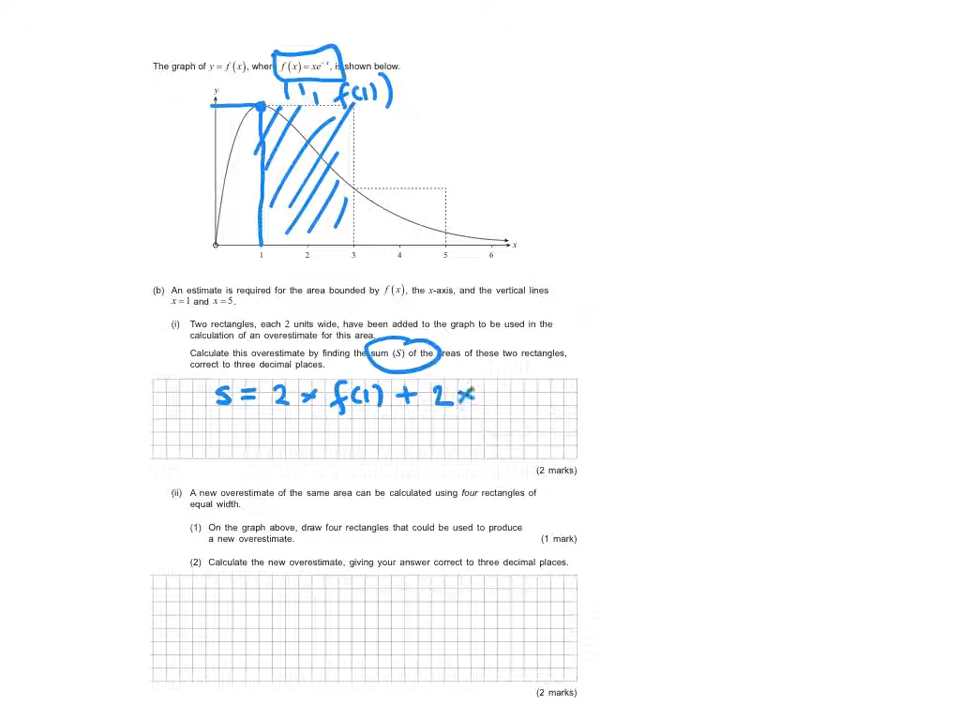 The graph of y = f(x), where f(x) = xe⁻ˣ, is shown below.
(1, f(1))
y
x
1 2 3 4 5 6
(b) An estimate is required for the area bounded by f(x), the x-axis, and the vertical lines
x = 1 and x = 5.
(i) Two rectangles, each 2 units wide, have been added to the graph to be used in the
calculation of an overestimate for this area.
Calculate this overestimate by finding the sum (S) of the areas of these two rectangles,
correct to three decimal places.
S = 2 × f(1) + 2 ×
(2 marks)
(ii) A new overestimate of the same area can be calculated using four rectangles of
equal width.
(1) On the graph above, draw four rectangles that could be used to produce
a new overestimate.
(1 mark)
(2) Calculate the new overestimate, giving your answer correct to three decimal places.
(2 marks)